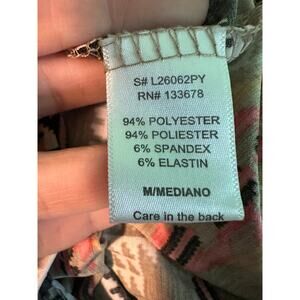 S# L26062PY
RN# 133678
94% POLYESTER
94% POLIESTER
6% SPANDEX
6% ELASTIN
M/MEDIANO
Care in the back